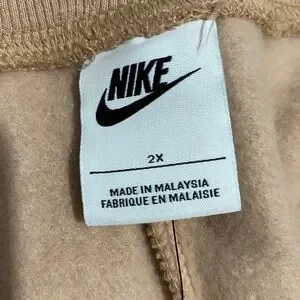 NIKE
2X
MADE IN MALAYSIA
FABRIQUE EN MALAISIE